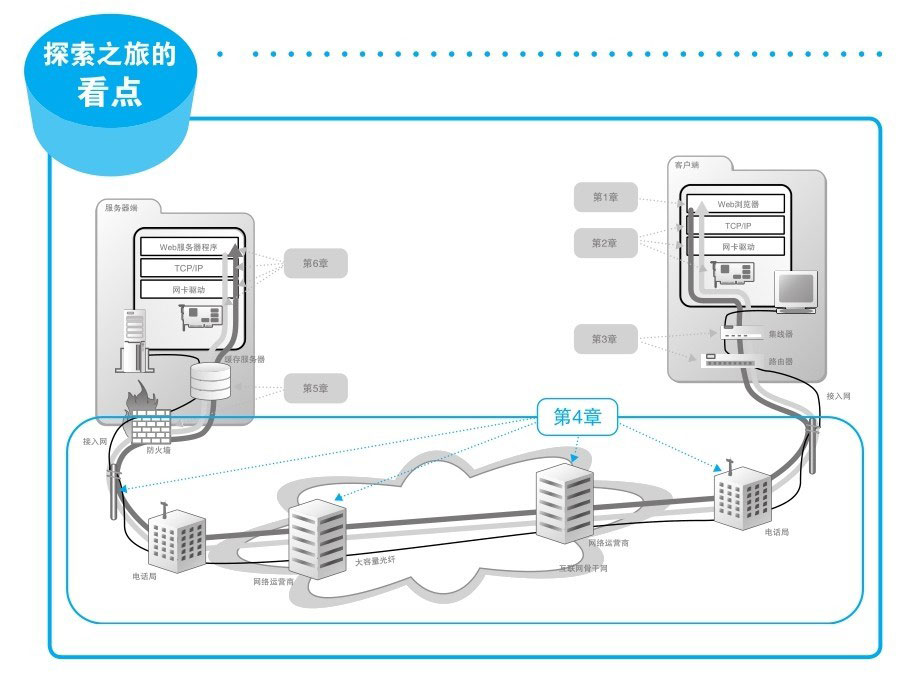 探索之旅的
看点
客户端
第1章
Web浏览器
TCP/IP
第2章
网卡驱动
服务器端
Web服务器程序
TCP/IP
网卡驱动
第6章
第3章
集线器
路由器
缓存服务器
第5章
接入网
第4章
接入网
防火墙
电话局
网络运营商
大容量光纤
网络运营商
互联网骨干网
电话局